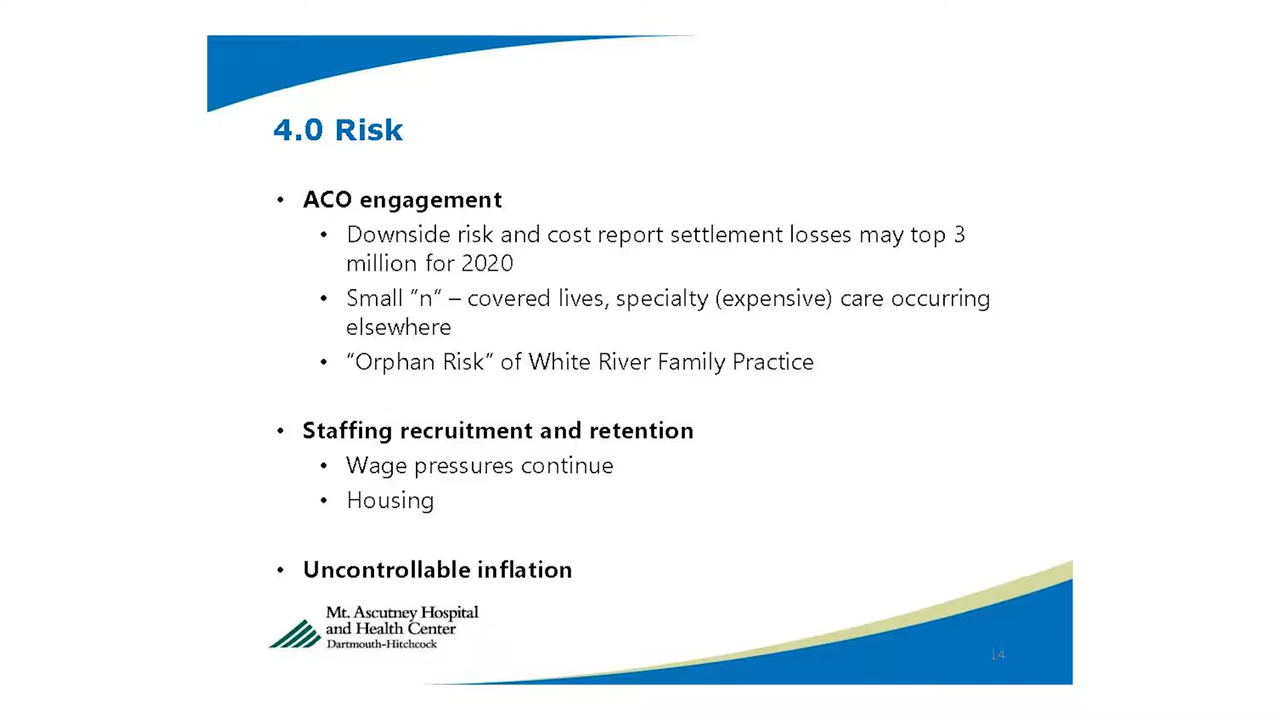 4.0 Risk
• ACO engagement
• Downside risk and cost report settlement losses may top 3
million for 2020
• Small "n" – covered lives, specialty (expensive) care occurring
elsewhere
• "Orphan Risk" of White River Family Practice
• Staffing recruitment and retention
• Wage pressures continue
• Housing
• Uncontrollable inflation
Mt. Ascutney Hospital
and Health Center
Dartmouth-Hitchcock
14